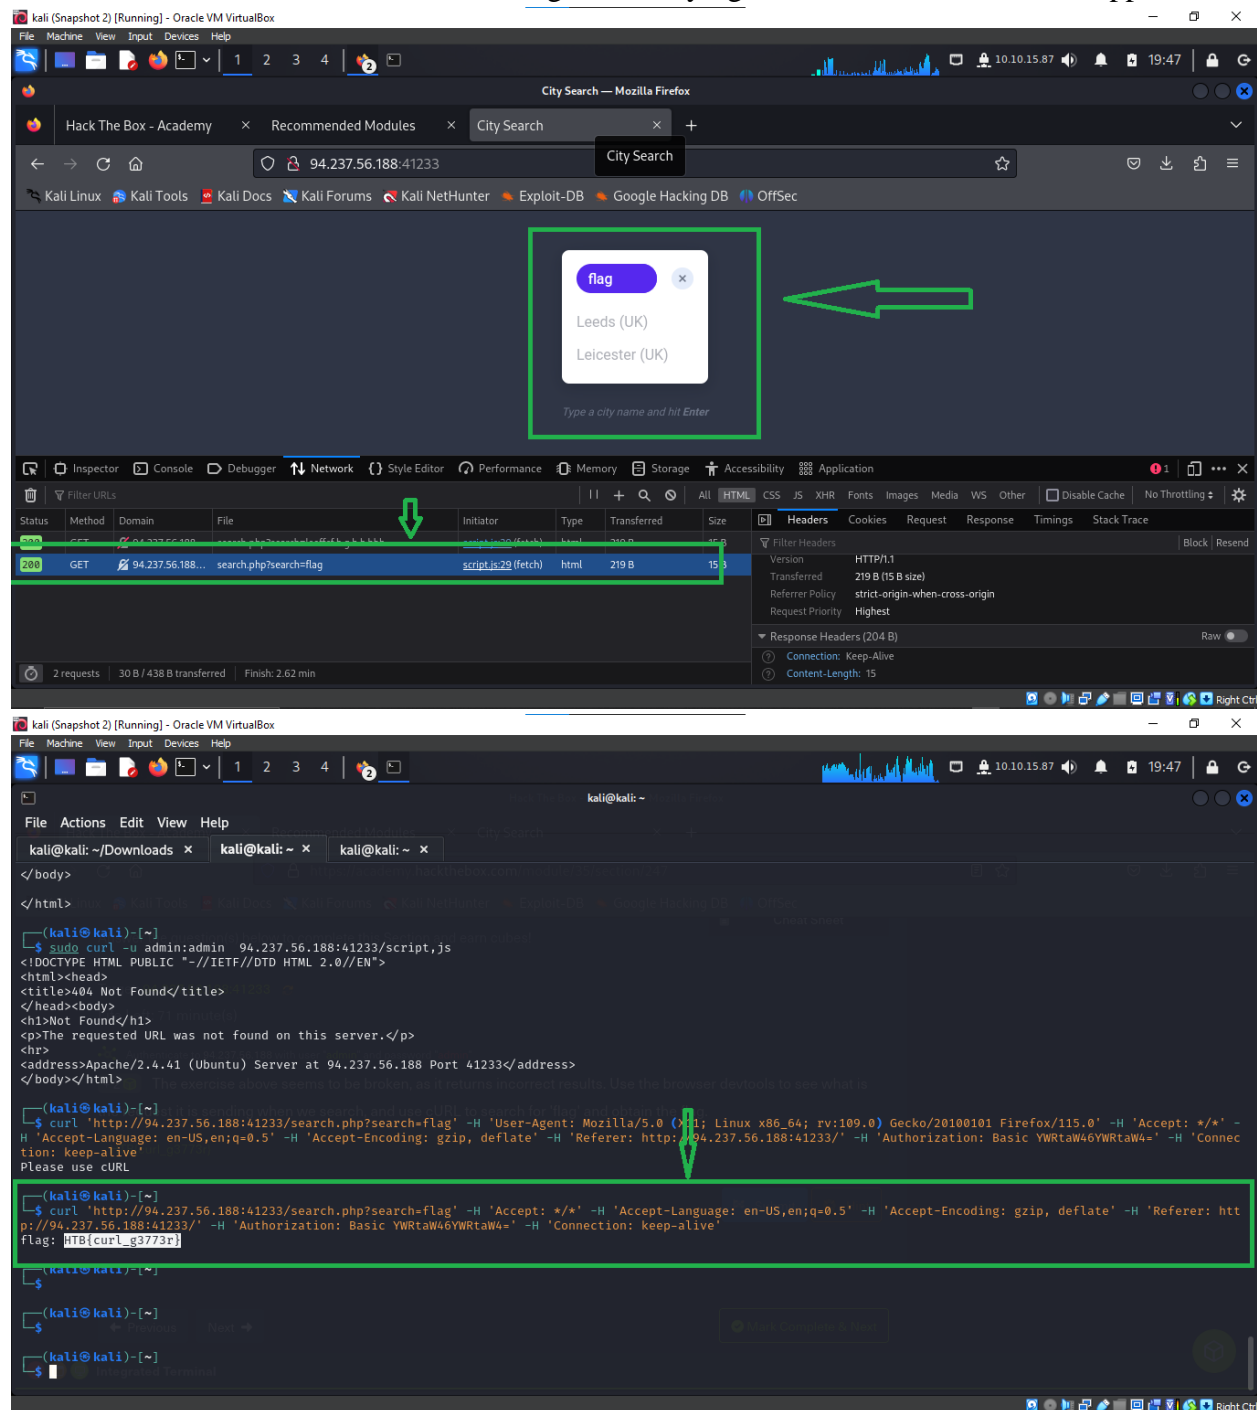 kali (Snapshot 2) [Running] - Oracle VM VirtualBox
File Machine View Input Devices Help
1 2 3 4 2 10.10.15.87 19:47
City Search — Mozilla Firefox
Hack The Box - Academy × Recommended Modules × City Search × +
94.237.56.188:41233 City Search
Kali Linux Kali Tools Kali Docs Kali Forums Kali NetHunter Exploit-DB Google Hacking DB OffSec
flag ×
Leeds (UK)
Leicester (UK)
Type a city name and hit Enter
Inspector Console Debugger Network {} Style Editor Performance Memory Storage Accessibility Application 1
Filter URLs All HTML CSS JS XHR Fonts Images Media WS Other Disable Cache No Throttling
Status Method Domain File Initiator Type Transferred Size Headers Cookies Request Response Timings Stack Trace
Filter Headers Block Resend
200 GET 94.237.56.188... search.php?search=flag script.js:29 (fetch) html 219 B 15 B
Version HTTP/1.1
Transferred 219 B (15 B size)
Referrer Policy strict-origin-when-cross-origin
Request Priority Highest
Response Headers (204 B) Raw
Connection: Keep-Alive
Content-Length: 15
2 requests 30 B / 438 B transferred Finish: 2.62 min
Right Ctrl
kali (Snapshot 2) [Running] - Oracle VM VirtualBox
File Machine View Input Devices Help
1 2 3 4 2 10.10.15.87 19:47
kali@kali: ~
File Actions Edit View Help
kali@kali: ~/Downloads × kali@kali: ~ × kali@kali: ~ ×
</body>
</html>
(kali㉿kali)-[~]
$ sudo curl -u admin:admin 94.237.56.188:41233/script,js
<!DOCTYPE HTML PUBLIC "-//IETF//DTD HTML 2.0//EN">
<html><head>
<title>404 Not Found</title>
</head><body>
<h1>Not Found</h1>
<p>The requested URL was not found on this server.</p>
<hr>
<address>Apache/2.4.41 (Ubuntu) Server at 94.237.56.188 Port 41233</address>
</body></html>
(kali㉿kali)-[~]
$ curl 'http://94.237.56.188:41233/search.php?search=flag' -H 'User-Agent: Mozilla/5.0 (X11; Linux x86_64; rv:109.0) Gecko/20100101 Firefox/115.0' -H 'Accept: */*' -
H 'Accept-Language: en-US,en;q=0.5' -H 'Accept-Encoding: gzip, deflate' -H 'Referer: http://94.237.56.188:41233/' -H 'Authorization: Basic YWRtaW46YWRtaW4=' -H 'Connec
tion: keep-alive'
Please use cURL
(kali㉿kali)-[~]
$ curl 'http://94.237.56.188:41233/search.php?search=flag' -H 'Accept: */*' -H 'Accept-Language: en-US,en;q=0.5' -H 'Accept-Encoding: gzip, deflate' -H 'Referer: htt
p://94.237.56.188:41233/' -H 'Authorization: Basic YWRtaW46YWRtaW4=' -H 'Connection: keep-alive'
flag: HTB{curl_g3773r}
(kali㉿kali)-[~]
$
(kali㉿kali)-[~]
$
(kali㉿kali)-[~]
$
Right Ctrl